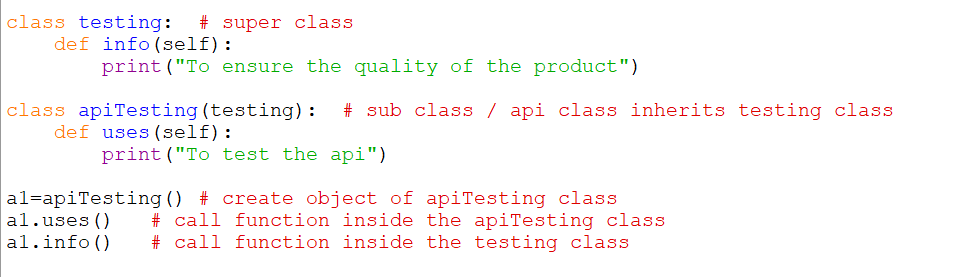 class testing:  # super class
    def info(self):
        print("To ensure the quality of the product")
class apiTesting(testing):  # sub class / api class inherits testing class
    def uses(self):
        print("To test the api")
a1=apiTesting() # create object of apiTesting class
a1.uses()   # call function inside the apiTesting class
a1.info()   # call function inside the testing class